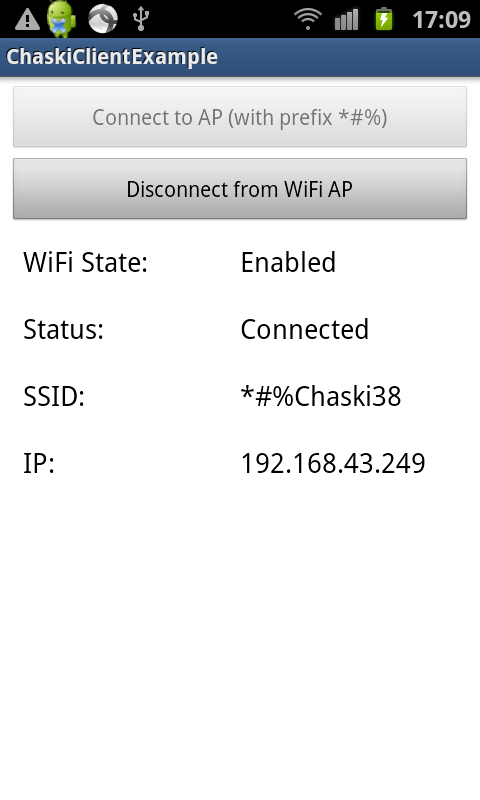 17:09
ChaskiClientExample
Connect to AP (with prefix *#%)
Disconnect from WiFi AP
WiFi State: Enabled
Status: Connected
SSID: *#%Chaski38
IP: 192.168.43.249